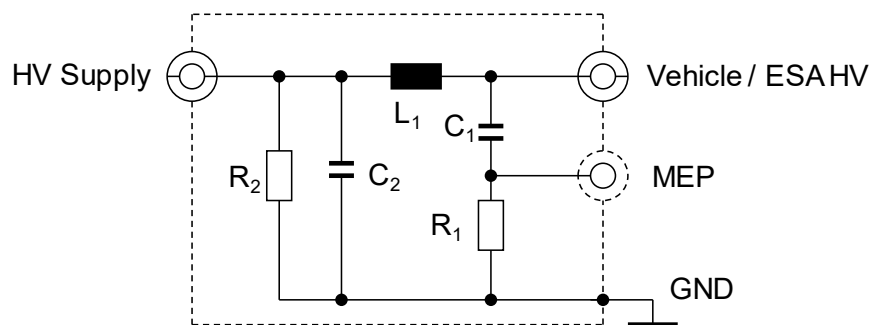 HV Supply
Vehicle / ESA HV
L1
C1
R2
C2
MEP
R1
GND